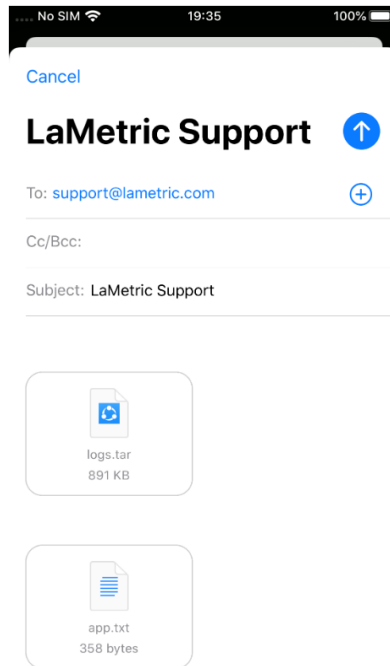 .... No SIM 19:35 100%
Cancel
LaMetric Support
To: support@lametric.com
Cc/Bcc:
Subject: LaMetric Support
logs.tar
891 KB
app.txt
358 bytes